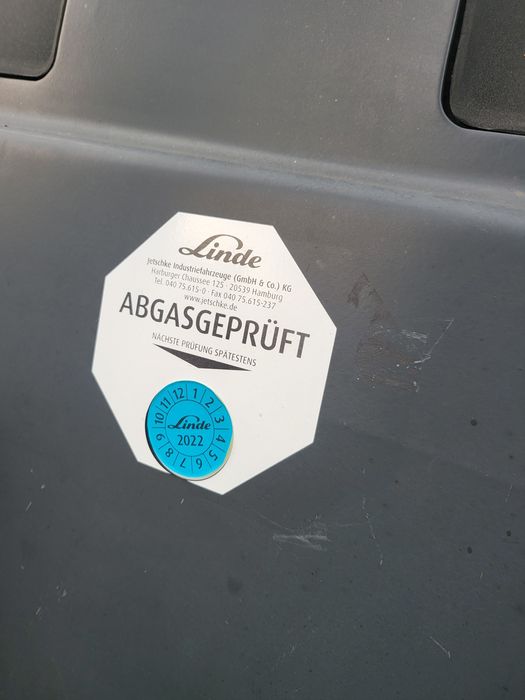 Linde
Jetschke Industriefahrzeuge (GmbH & Co.) KG
Harburger Chaussee 125 · 20539 Hamburg
Tel. 040 75.615-0 · Fax 040 75.615-237
www.jetschke.de
ABGASGEPRÜFT
NÄCHSTE PRÜFUNG SPÄTESTENS
12 1 2 3 4 5 6 7 8 9 10 11
Linde
2022